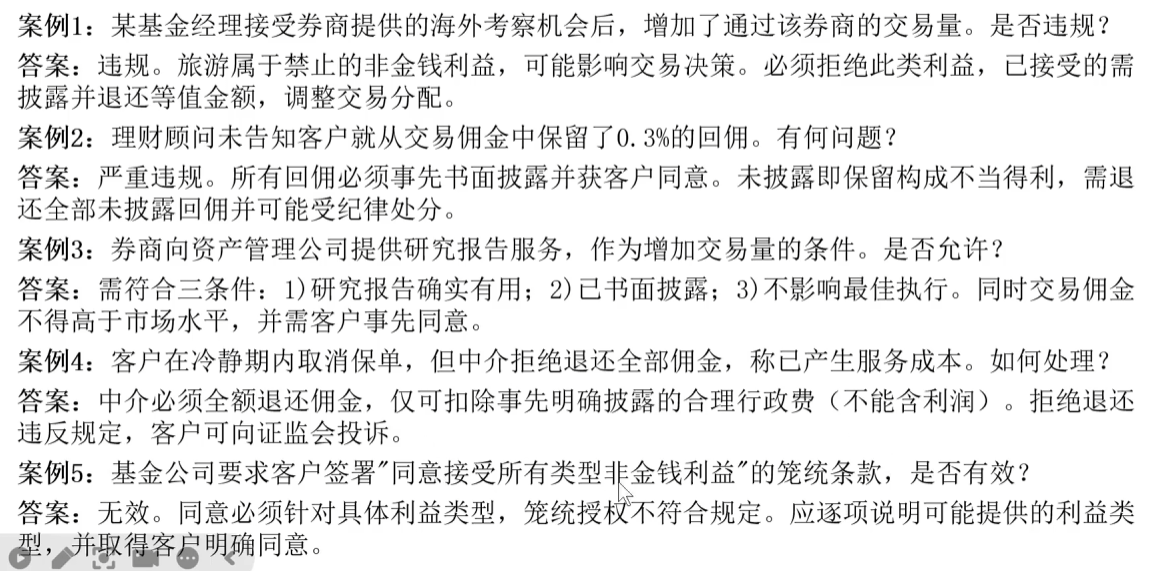 案例1：某基金经理接受券商提供的海外考察机会后，增加了通过该券商的交易量。是否违规？
答案：违规。旅游属于禁止的非金钱利益，可能影响交易决策。必须拒绝此类利益，已接受的需
披露并退还等值金额，调整交易分配。
案例2：理财顾问未告知客户就从交易佣金中保留了0.3%的回佣。有何问题？
答案：严重违规。所有回佣必须事先书面披露并获客户同意。未披露即保留构成不当得利，需退
还全部未披露回佣并可能受纪律处分。
案例3：券商向资产管理公司提供研究报告服务，作为增加交易量的条件。是否允许？
答案：需符合三条件：1)研究报告确实有用；2)已书面披露；3)不影响最佳执行。同时交易佣金
不得高于市场水平，并需客户事先同意。
案例4：客户在冷静期内取消保单，但中介拒绝退还全部佣金，称已产生服务成本。如何处理？
答案：中介必须全额退还佣金，仅可扣除事先明确披露的合理行政费（不能含利润）。拒绝退还
违反规定，客户可向证监会投诉。
案例5：基金公司要求客户签署"同意接受所有类型非金钱利益"的笼统条款，是否有效？
答案：无效。同意必须针对具体利益类型，笼统授权不符合规定。应逐项说明可能提供的利益类
型，并取得客户明确同意。